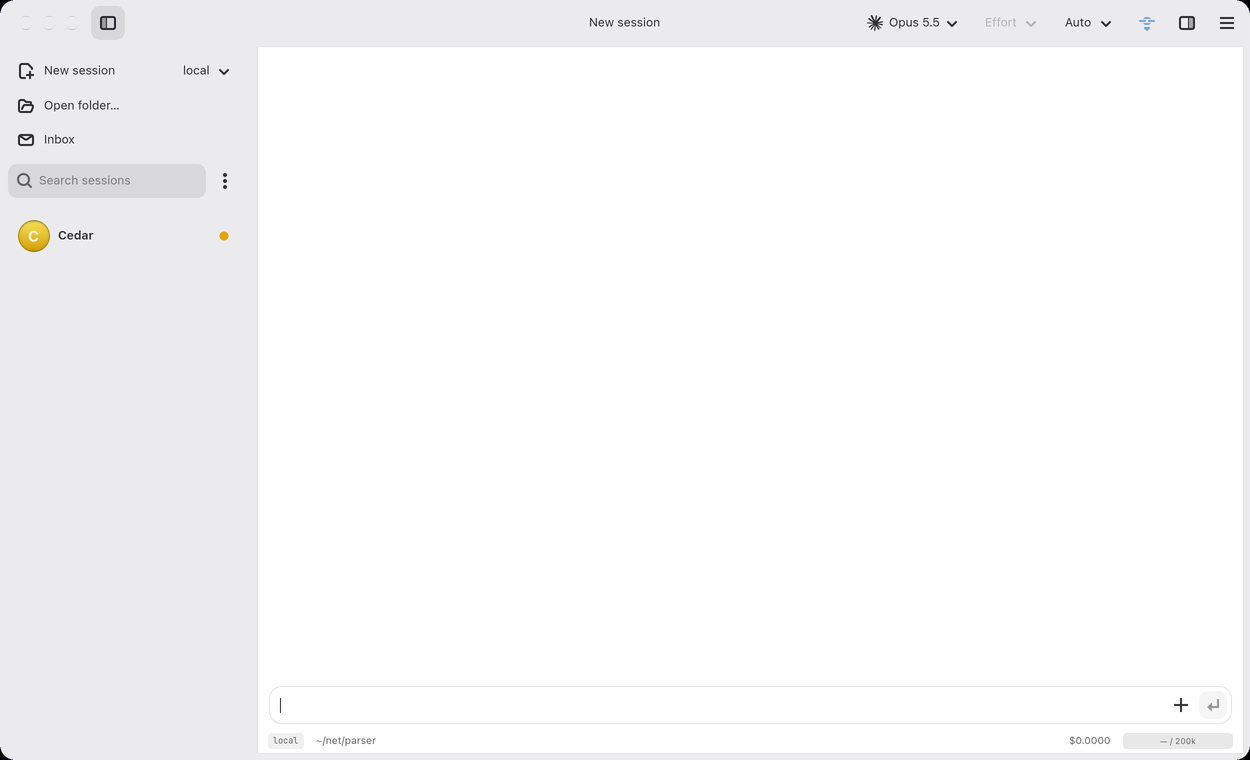 New session
Opus 5.5
Effort
Auto
New session
local
Open folder...
Inbox
Search sessions
C
Cedar
local
~/net/parser
$0.0000
— / 200k